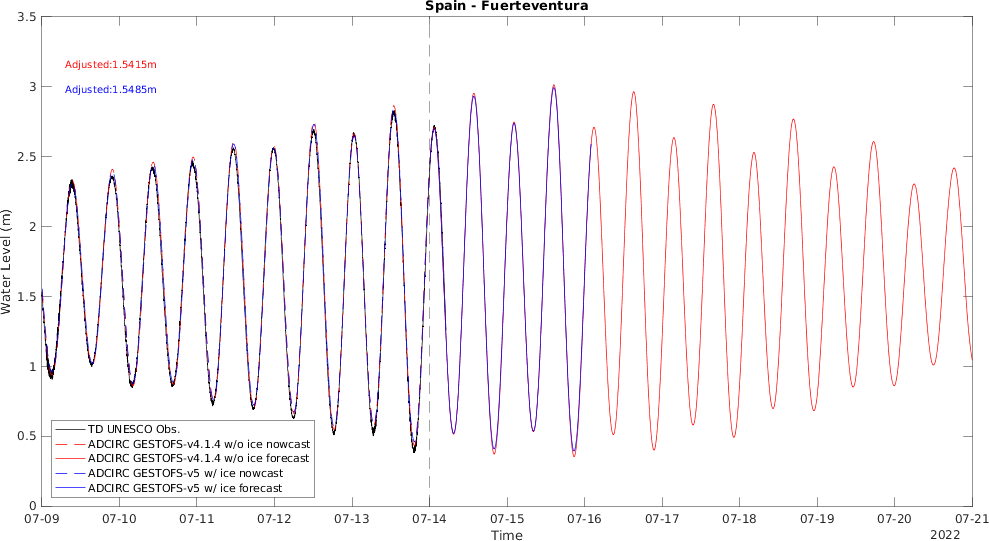 Spain - Fuerteventura
3.5
3
2.5
2
1.5
1
0.5
0
Water Level (m)
Adjusted:1.5415m
Adjusted:1.5485m
TD UNESCO Obs.
ADCIRC GESTOFS-v4.1.4 w/o ice nowcast
ADCIRC GESTOFS-v4.1.4 w/o ice forecast
ADCIRC GESTOFS-v5 w/ ice nowcast
ADCIRC GESTOFS-v5 w/ ice forecast
07-09 07-10 07-11 07-12 07-13 07-14 07-15 07-16 07-17 07-18 07-19 07-20 07-21
Time
2022